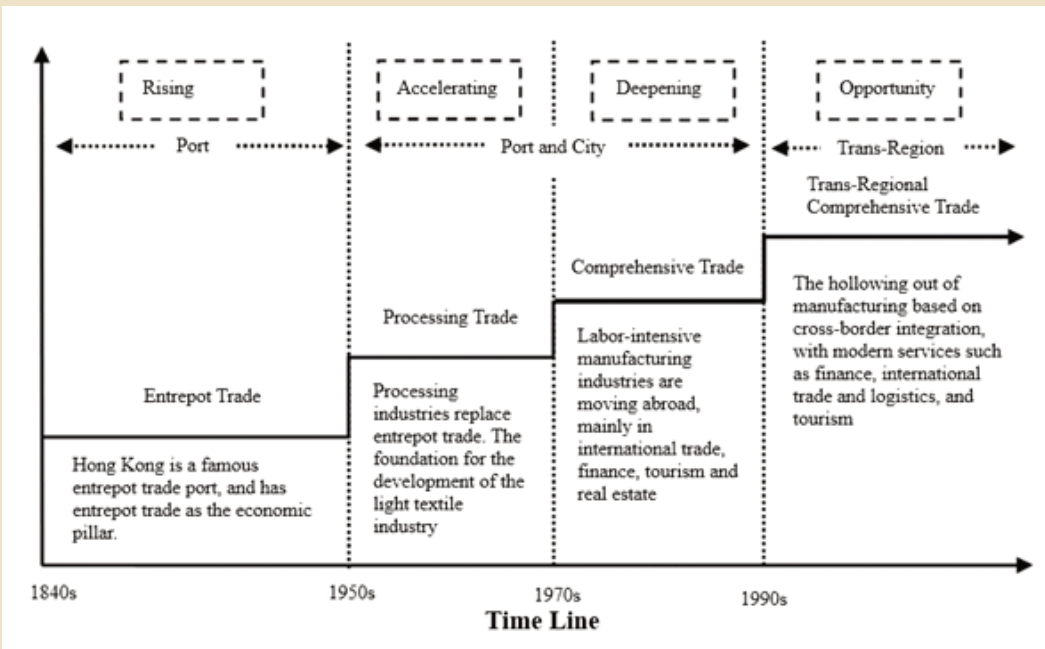 Rising
Accelerating
Deepening
Opportunity
Port
Port and City
Trans-Region
Trans-Regional
Comprehensive Trade
Comprehensive Trade
Processing Trade
Entrepot Trade
Hong Kong is a famous
entrepot trade port, and has
entrepot trade as the economic
pillar.
Processing
industries replace
entrepot trade. The
foundation for the
development of the
light textile
industry
Labor-intensive
manufacturing
industries are
moving abroad,
mainly in
international trade,
finance, tourism and
real estate
The hollowing out of
manufacturing based on
cross-border integration,
with modern services such
as finance, international
trade and logistics, and
tourism
1840s
1950s
1970s
1990s
Time Line